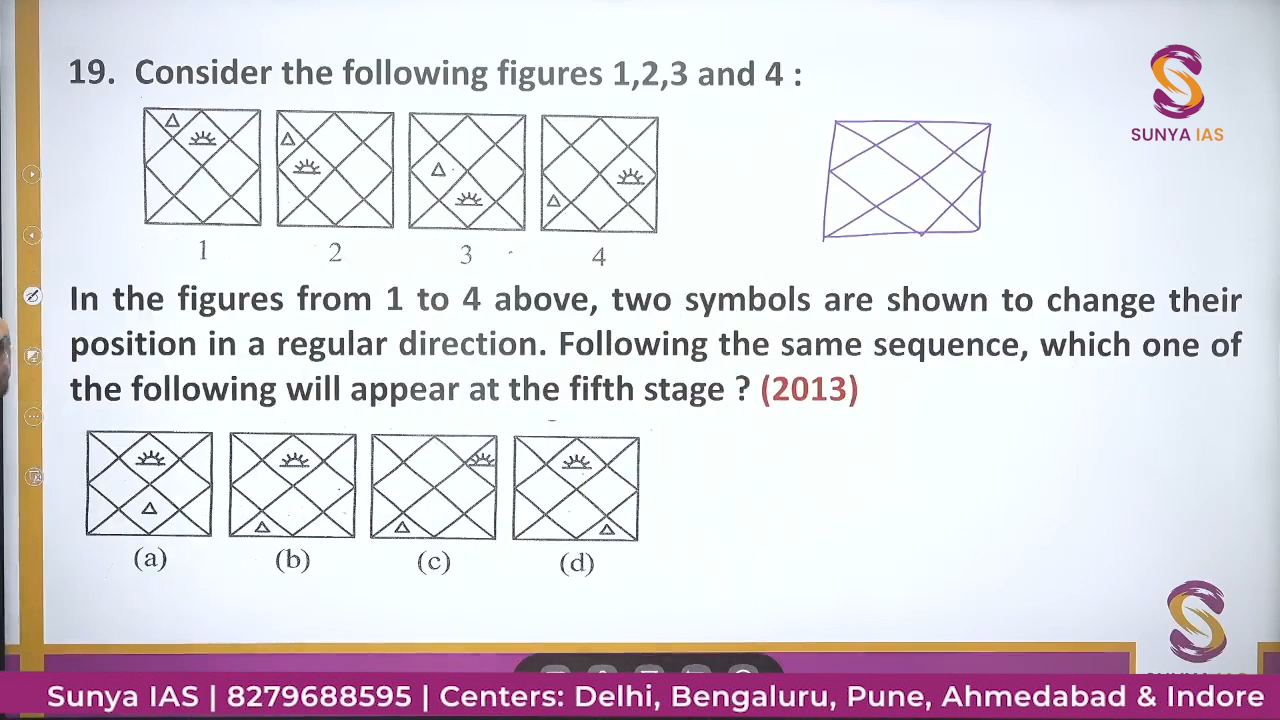 19. Consider the following figures 1,2,3 and 4 :
SUNYA IAS
1 2 3 4
In the figures from 1 to 4 above, two symbols are shown to change their
position in a regular direction. Following the same sequence, which one of
the following will appear at the fifth stage ? (2013)
(a) (b) (c) (d)
Sunya IAS | 8279688595 | Centers: Delhi, Bengaluru, Pune, Ahmedabad & Indore